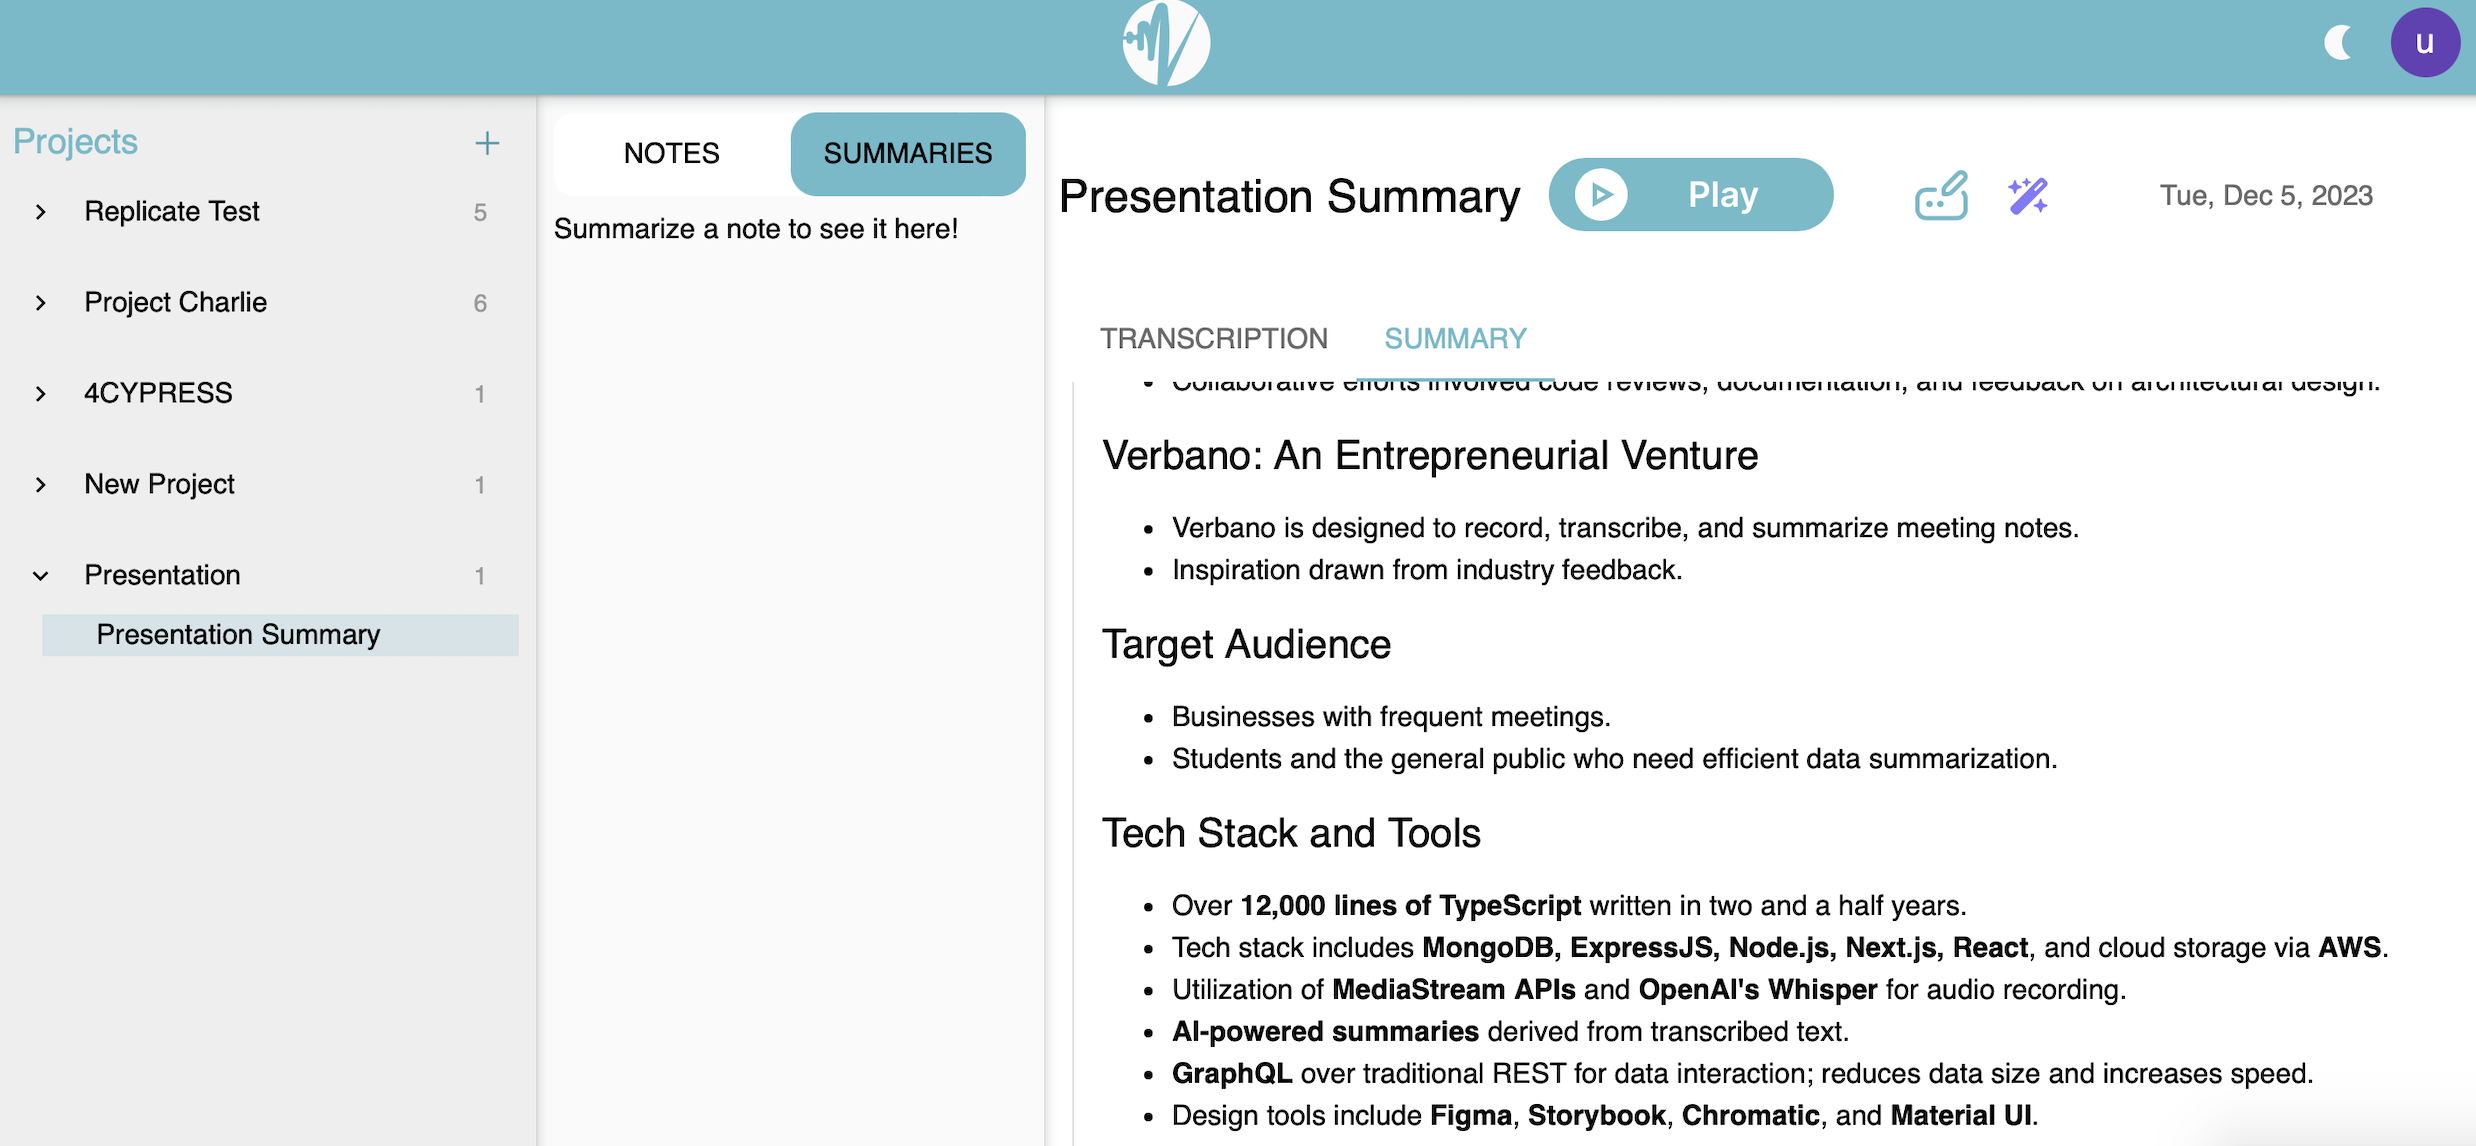 u
Projects
+
Replicate Test 5
Project Charlie 6
4CYPRESS 1
New Project 1
Presentation 1
Presentation Summary
NOTES SUMMARIES
Summarize a note to see it here!
Presentation Summary Play Tue, Dec 5, 2023
TRANSCRIPTION SUMMARY
• Collaborative efforts involved code reviews, documentation, and feedback on architectural design.
Verbano: An Entrepreneurial Venture
• Verbano is designed to record, transcribe, and summarize meeting notes.
• Inspiration drawn from industry feedback.
Target Audience
• Businesses with frequent meetings.
• Students and the general public who need efficient data summarization.
Tech Stack and Tools
• Over 12,000 lines of TypeScript written in two and a half years.
• Tech stack includes MongoDB, ExpressJS, Node.js, Next.js, React, and cloud storage via AWS.
• Utilization of MediaStream APIs and OpenAI's Whisper for audio recording.
• AI-powered summaries derived from transcribed text.
• GraphQL over traditional REST for data interaction; reduces data size and increases speed.
• Design tools include Figma, Storybook, Chromatic, and Material UI.